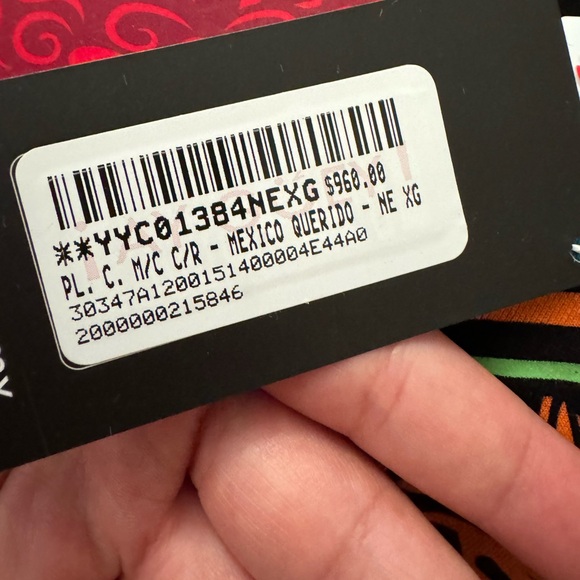 **YYC01384NEXG $960.00
PL. C. M/C C/R - MEXICO QUERIDO - NE XG
30347A1200151400004E44A0
2000000215846